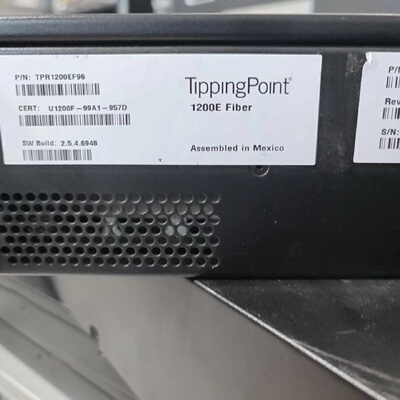 P/N: TPR1200EF96
CERT: U1200F-99A1-957D
SW Build: 2.5.4.6948
TippingPoint®
1200E Fiber
Assembled in Mexico
P/N
Rev
S/N: